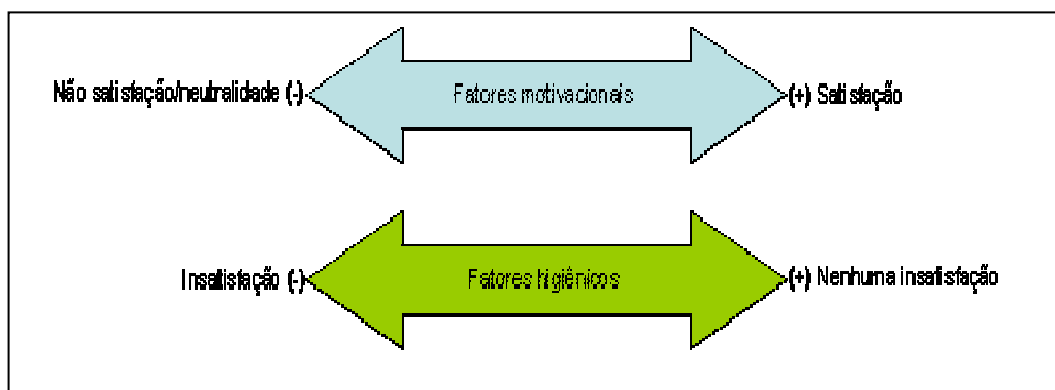 Não satisfação/neutralidade (-) Fatores motivacionais (+) Satisfação
Insatisfação (-) Fatores higiênicos (+) Nenhuma insatisfação